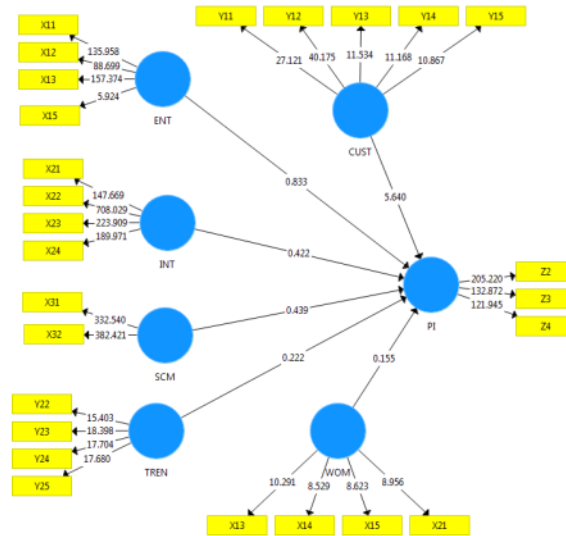 X11
X12
X13
X15
135.958
88.699
157.374
5.924
ENT
Y11
Y12
Y13
Y14
Y15
27.121
40.175
11.534
11.168
10.867
CUST
0.833
5.640
X21
X22
X23
X24
147.669
708.029
223.909
189.971
INT
0.422
Z2
Z3
Z4
205.220
132.872
121.945
PI
X31
X32
332.540
382.421
SCM
0.439
0.222
0.155
Y22
Y23
Y24
Y25
15.403
18.398
17.704
17.680
TREN
WOM
10.291
8.529
8.623
8.956
X13
X14
X15
X21